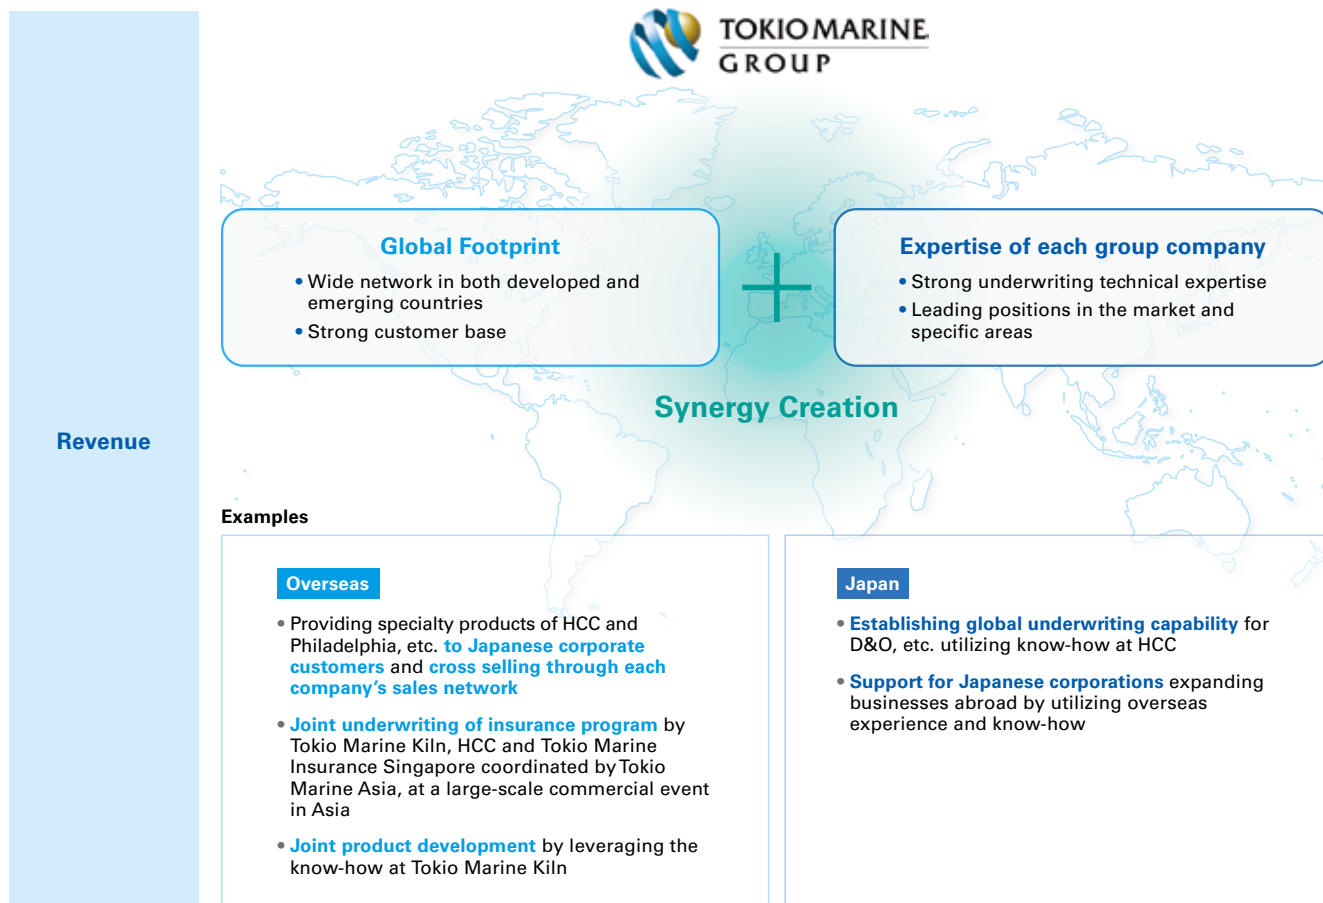 TOKIO MARINE
GROUP
Global Footprint
• Wide network in both developed and
emerging countries
• Strong customer base
Expertise of each group company
• Strong underwriting technical expertise
• Leading positions in the market and
specific areas
Synergy Creation
Revenue
Examples
Overseas
• Providing specialty products of HCC and
Philadelphia, etc. to Japanese corporate
customers and cross selling through each
company’s sales network
• Joint underwriting of insurance program by
Tokio Marine Kiln, HCC and Tokio Marine
Insurance Singapore coordinated by Tokio
Marine Asia, at a large-scale commercial event
in Asia
• Joint product development by leveraging the
know-how at Tokio Marine Kiln
Japan
• Establishing global underwriting capability for
D&O, etc. utilizing know-how at HCC
• Support for Japanese corporations expanding
businesses abroad by utilizing overseas
experience and know-how